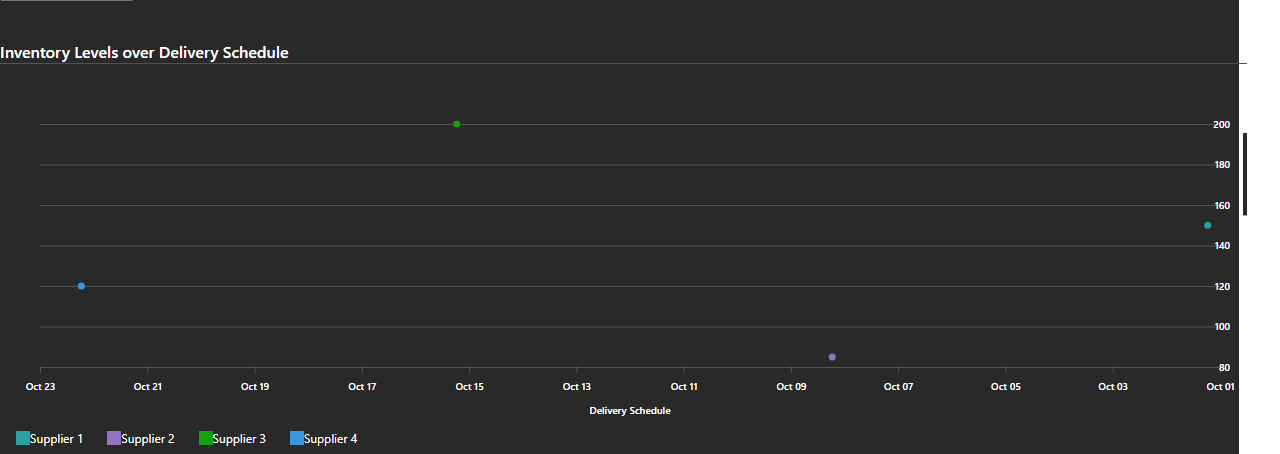 Inventory Levels over Delivery Schedule
200
180
160
140
120
100
80
Oct 23 Oct 21 Oct 19 Oct 17 Oct 15 Oct 13 Oct 11 Oct 09 Oct 07 Oct 05 Oct 03 Oct 01
Delivery Schedule
Supplier 1 Supplier 2 Supplier 3 Supplier 4